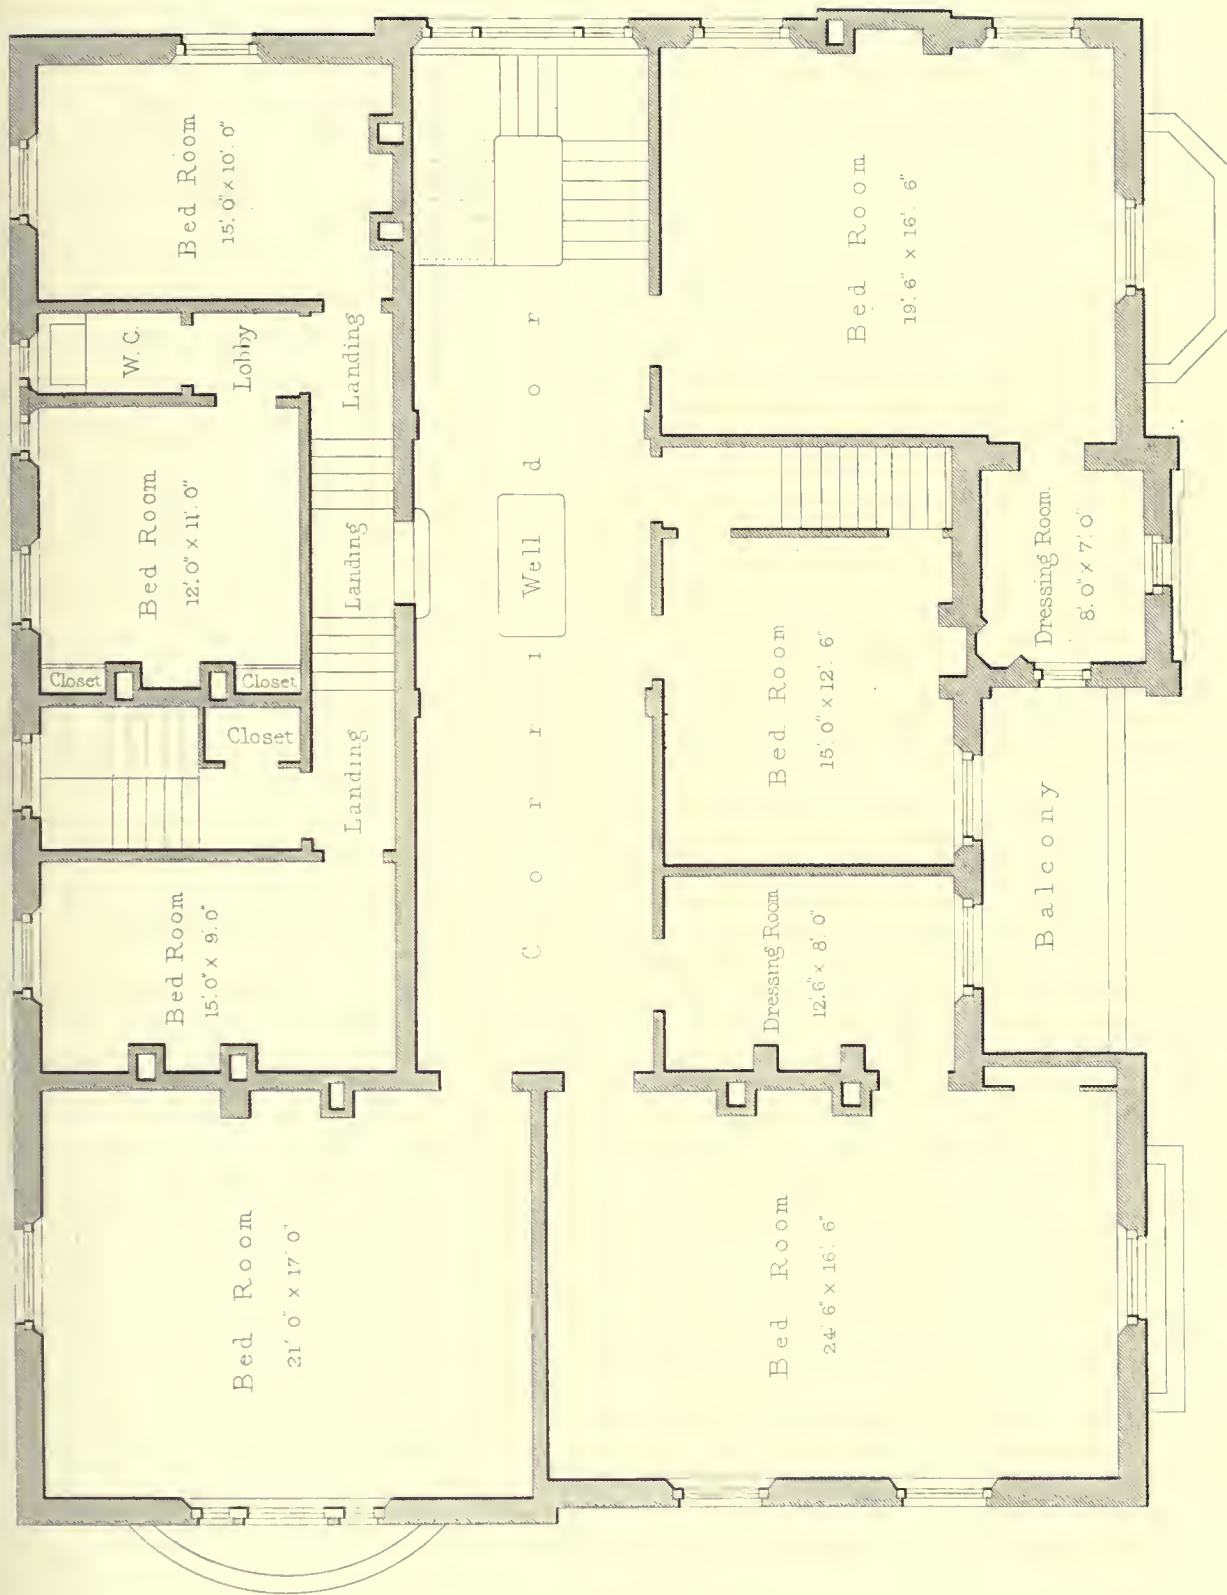 Bed Room
15'. 0" × 10'. 0"
W. C.
Lobby
Landing
Bed Room
12'. 0" × 11'. 0"
Landing
Closet
Closet
Closet
Landing
Bed Room
15'. 0" × 9'. 0"
Bed Room
21' 0" × 17' 0"
Corridor
Well
Bed Room
19'. 6" × 16'. 6"
Dressing Room.
8'. 0" × 7'. 0"
Bed Room
15'. 0" × 12'. 6"
Balcony
Dressing Room
12'. 6" × 8'. 0"
Bed Room
24' 6" × 16'. 6"